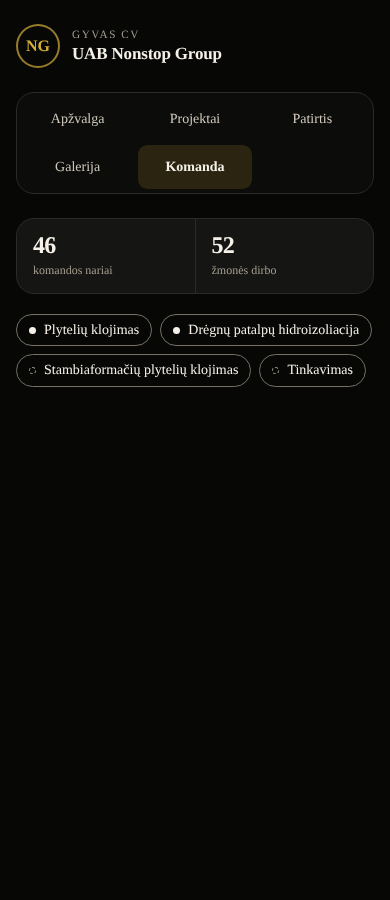 NG
GYVAS CV
UAB Nonstop Group
Apžvalga Projektai Patirtis
Galerija Komanda
46 52
komandos nariai žmonės dirbo
Plytelių klojimas Drėgnų patalpų hidroizoliacija
Stambiaformačių plytelių klojimas Tinkavimas